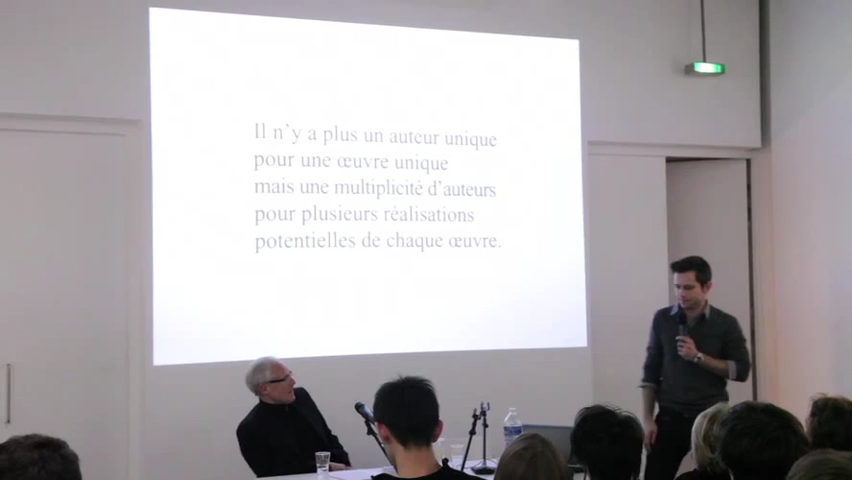 Il n'y a plus un auteur unique
pour une œuvre unique
mais une multiplicité d'auteurs
pour plusieurs réalisations
potentielles de chaque œuvre.